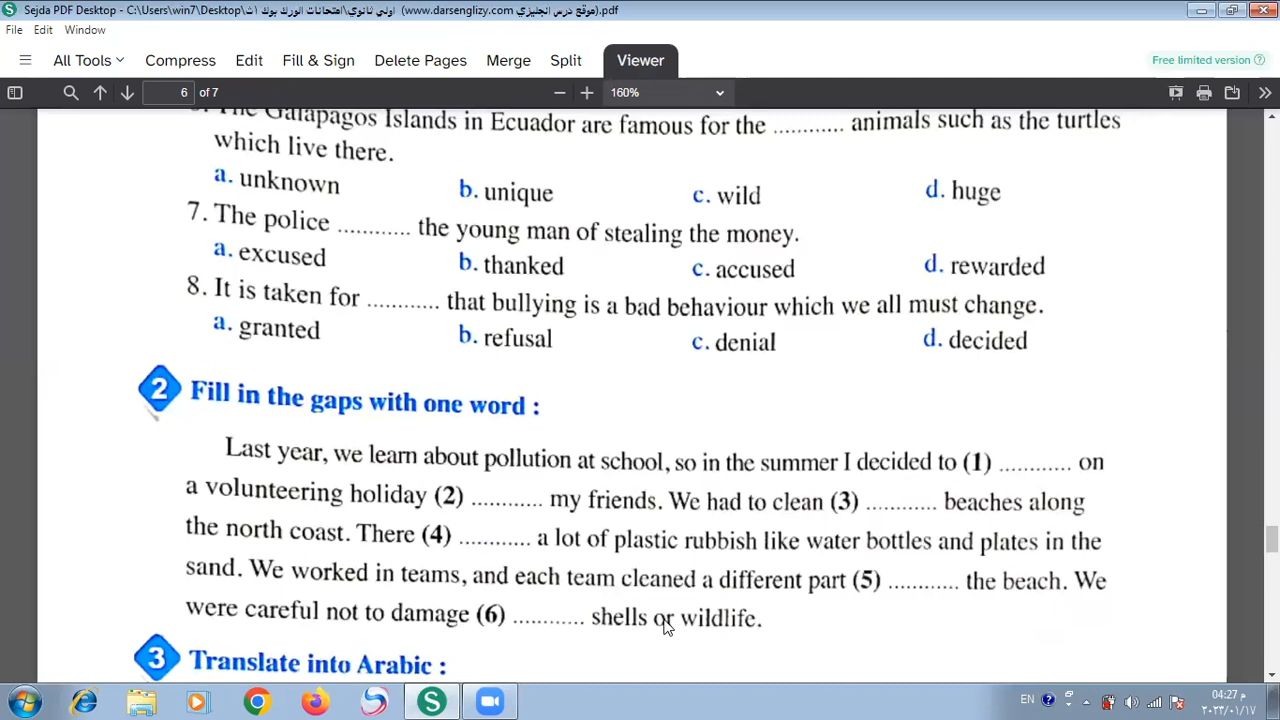 Sejda PDF Desktop - C:\Users\win7\Desktop\اولي ثانوي\امتحانات الورك بوك ا ث\ (www.darsenglizy.com موقع درس انجليزي).pdf
File Edit Window
All Tools Compress Edit Fill & Sign Delete Pages Merge Split Viewer Free limited version
6 of 7 160%
The Galapagos Islands in Ecuador are famous for the ............ animals such as the turtles
which live there.
a. unknown b. unique c. wild d. huge
7. The police ............ the young man of stealing the money.
a. excused b. thanked c. accused d. rewarded
8. It is taken for ............ that bullying is a bad behaviour which we all must change.
a. granted b. refusal c. denial d. decided
2 Fill in the gaps with one word :
Last year, we learn about pollution at school, so in the summer I decided to (1) ............ on
a volunteering holiday (2) ............ my friends. We had to clean (3) ............ beaches along
the north coast. There (4) ............ a lot of plastic rubbish like water bottles and plates in the
sand. We worked in teams, and each team cleaned a different part (5) ............ the beach. We
were careful not to damage (6) ............ shells or wildlife.
3 Translate into Arabic :
EN 04:27 م
٢٠٢٣/٠١/١٧